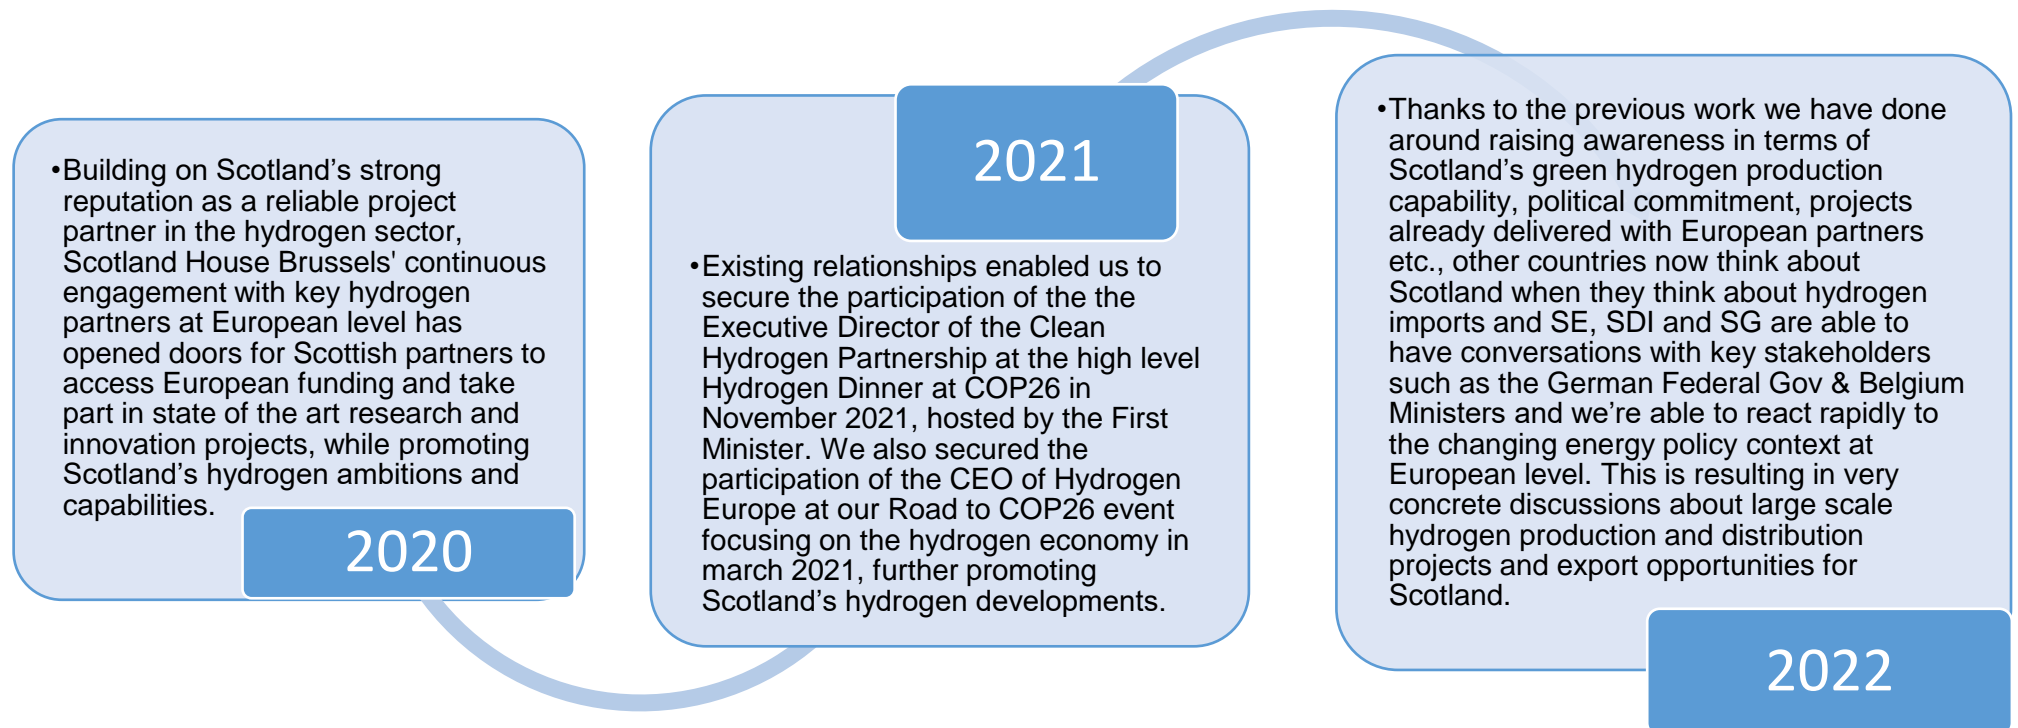 •Building on Scotland’s strong
reputation as a reliable project
partner in the hydrogen sector,
Scotland House Brussels' continuous
engagement with key hydrogen
partners at European level has
opened doors for Scottish partners to
access European funding and take
part in state of the art research and
innovation projects, while promoting
Scotland’s hydrogen ambitions and
capabilities.
2020
2021
•Existing relationships enabled us to
secure the participation of the the
Executive Director of the Clean
Hydrogen Partnership at the high level
Hydrogen Dinner at COP26 in
November 2021, hosted by the First
Minister. We also secured the
participation of the CEO of Hydrogen
Europe at our Road to COP26 event
focusing on the hydrogen economy in
march 2021, further promoting
Scotland’s hydrogen developments.
•Thanks to the previous work we have done
around raising awareness in terms of
Scotland’s green hydrogen production
capability, political commitment, projects
already delivered with European partners
etc., other countries now think about
Scotland when they think about hydrogen
imports and SE, SDI and SG are able to
have conversations with key stakeholders
such as the German Federal Gov & Belgium
Ministers and we’re able to react rapidly to
the changing energy policy context at
European level. This is resulting in very
concrete discussions about large scale
hydrogen production and distribution
projects and export opportunities for
Scotland.
2022